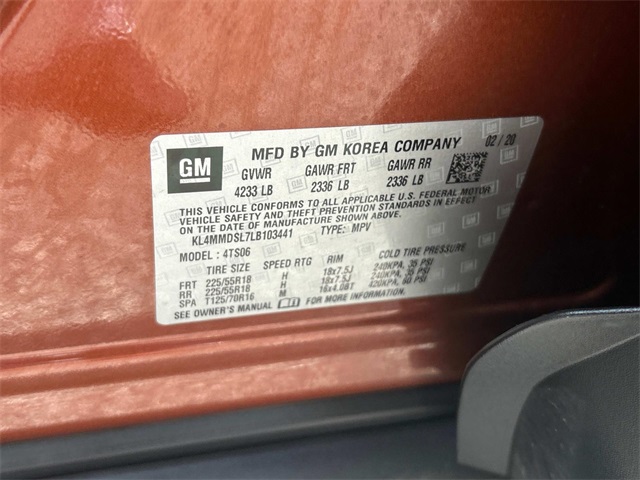 GM
MFD BY GM KOREA COMPANY 02 / 20
GVWR GAWR FRT GAWR RR
4233 LB 2336 LB 2336 LB
THIS VEHICLE CONFORMS TO ALL APPLICABLE U.S. FEDERAL MOTOR
VEHICLE SAFETY AND THEFT PREVENTION STANDARDS IN EFFECT
ON THE DATE OF MANUFACTURE SHOWN ABOVE.
KL4MMDSL7LB103441 TYPE: MPV
MODEL : 4TS06
TIRE SIZE SPEED RTG RIM COLD TIRE PRESSURE
FRT 225/55R18 H 18x7.5J 240KPA, 35 PSI
RR 225/55R18 H 18x7.5J 240KPA, 35 PSI
SPA T125/70R16 M 16x4.0BT 420KPA, 60 PSI
SEE OWNER'S MANUAL FOR MORE INFORMATION.